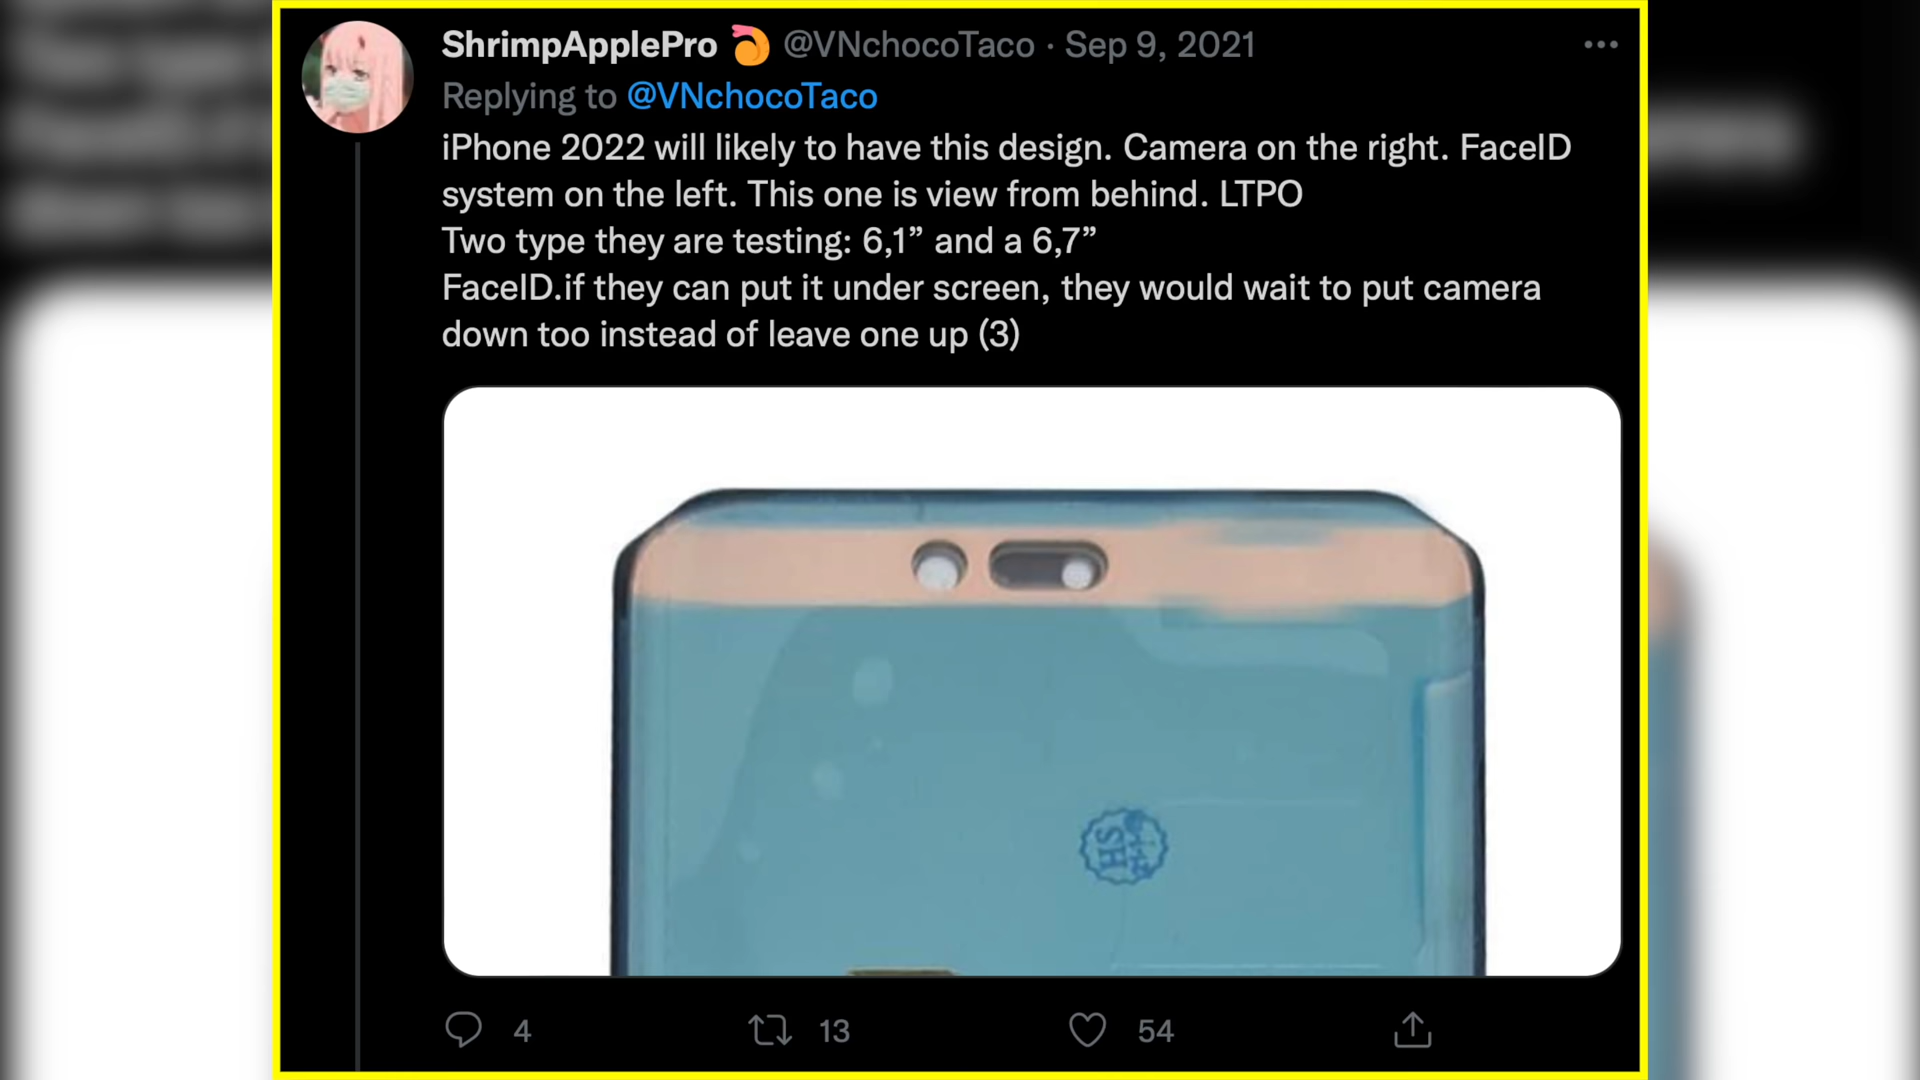 ShrimpApplePro 🦐 @VNchocoTaco · Sep 9, 2021
Replying to @VNchocoTaco
iPhone 2022 will likely to have this design. Camera on the right. FaceID
system on the left. This one is view from behind. LTPO
Two type they are testing: 6,1” and a 6,7”
FaceID.if they can put it under screen, they would wait to put camera
down too instead of leave one up (3)
HS
4 13 54